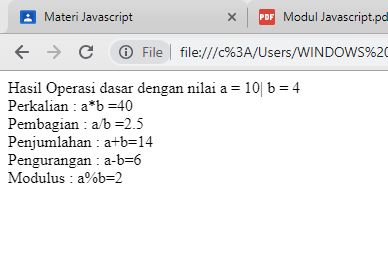 Materi Javascript
PDF
Modul Javascript.pd
File
file:///c%3A/Users/WINDOWS%20
Hasil Operasi dasar dengan nilai a = 10| b = 4
Perkalian : a*b =40
Pembagian : a/b =2.5
Penjumlahan : a+b=14
Pengurangan : a-b=6
Modulus : a%b=2